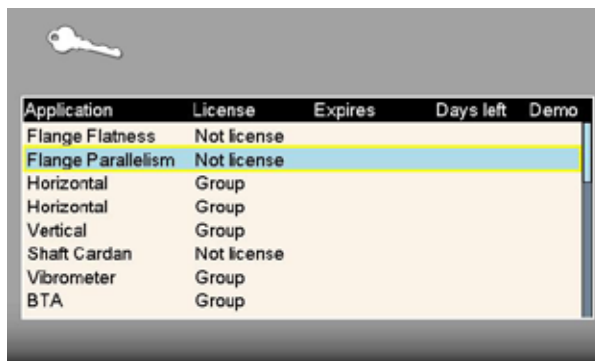 Application License Expires Days left Demo
Flange Flatness Not license
Flange Parallelism Not license
Horizontal Group
Horizontal Group
Vertical Group
Shaft Cardan Not license
Vibrometer Group
BTA Group